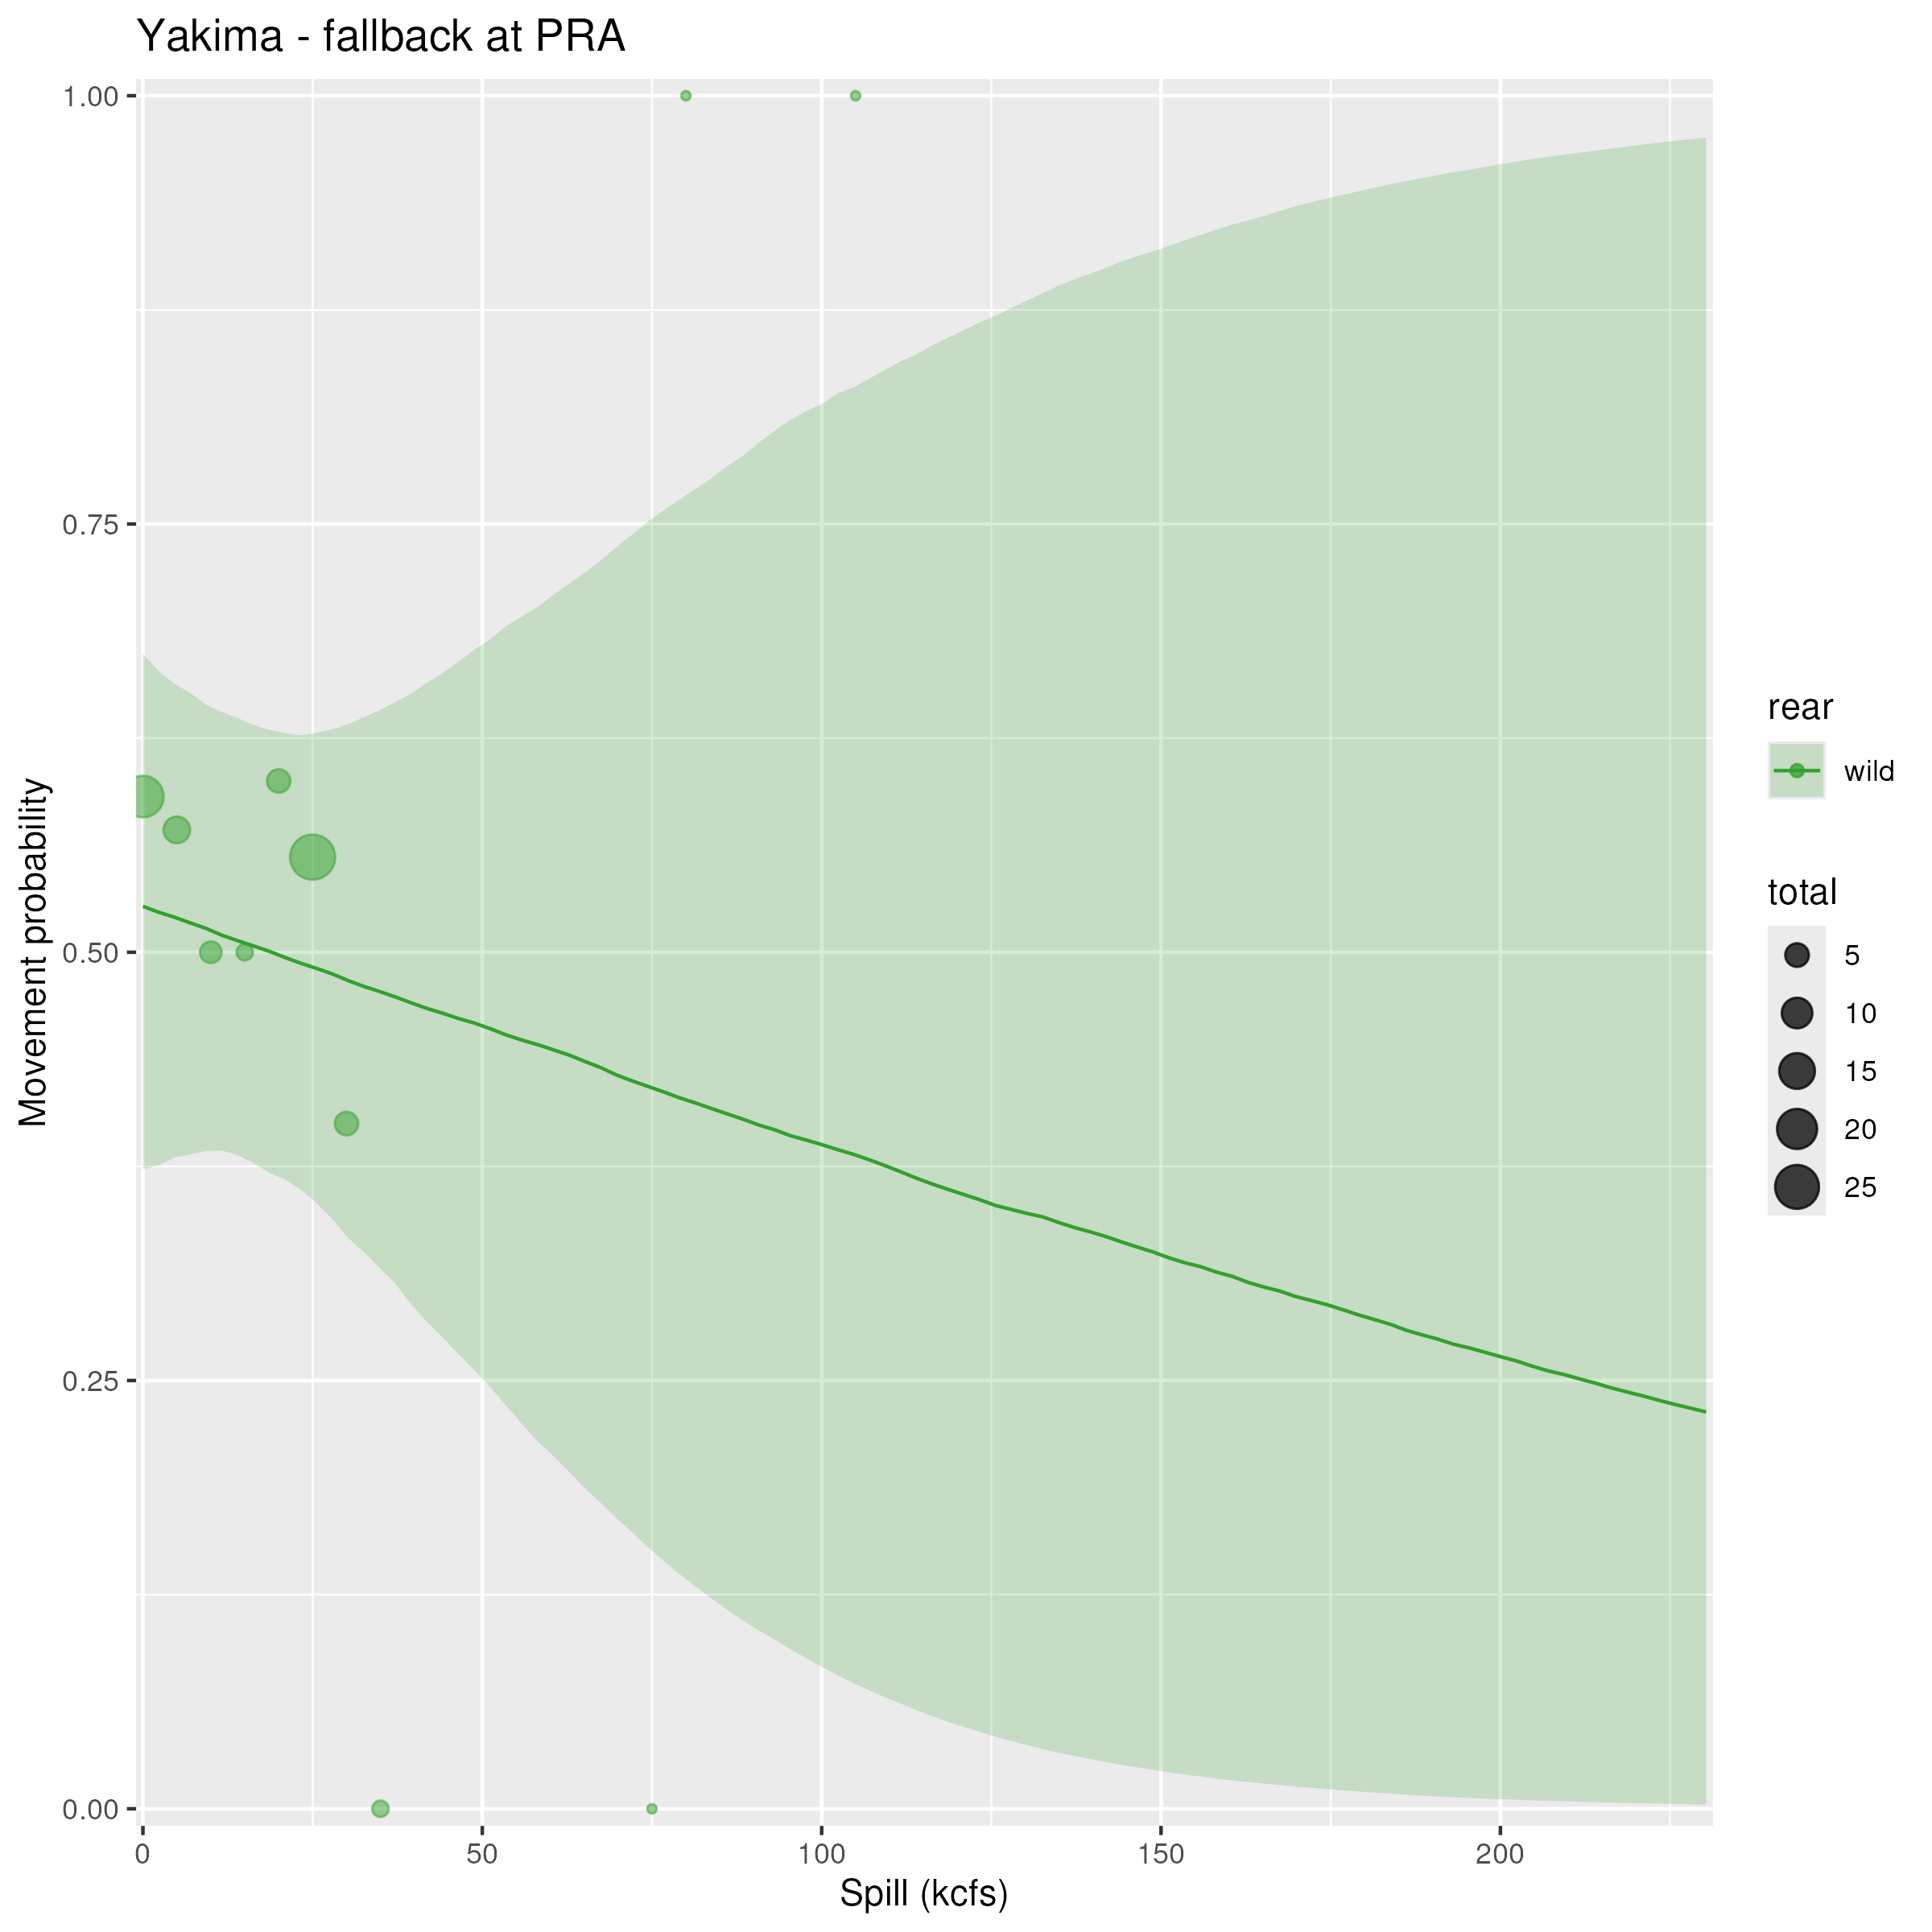 Yakima - fallback at PRA
Movement probability
1.00
0.75
0.50
0.25
0.00
0
50
100
150
200
Spill (kcfs)
rear
wild
total
5
10
15
20
25